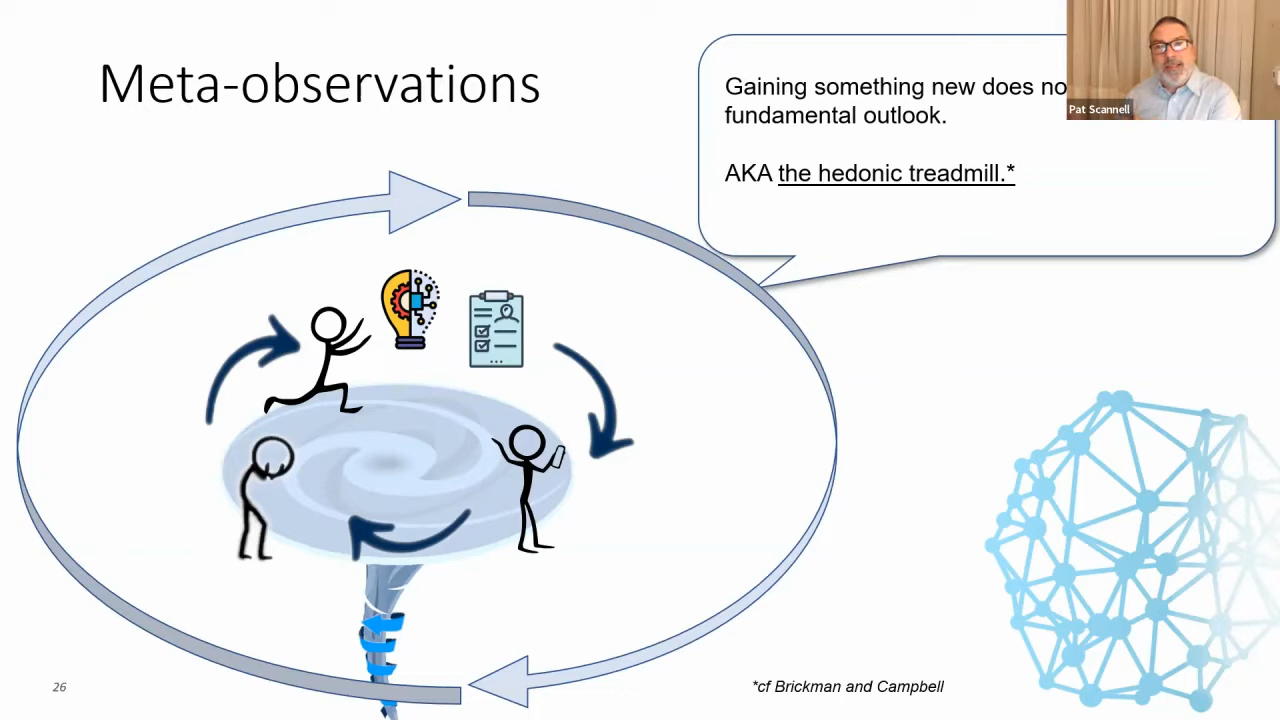 Meta-observations
Gaining something new does no
fundamental outlook.
AKA the hedonic treadmill.*
Pat Scannell
26
*cf Brickman and Campbell